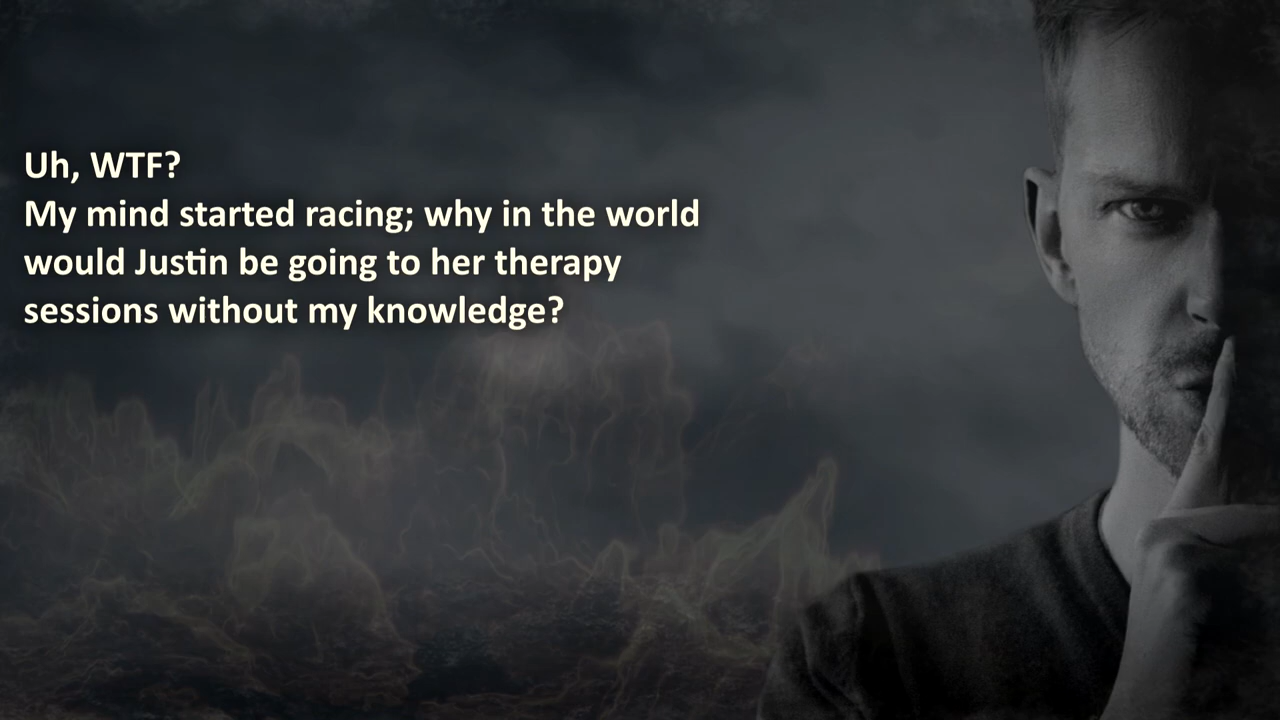 Uh, WTF?
My mind started racing; why in the world
would Justin be going to her therapy
sessions without my knowledge?